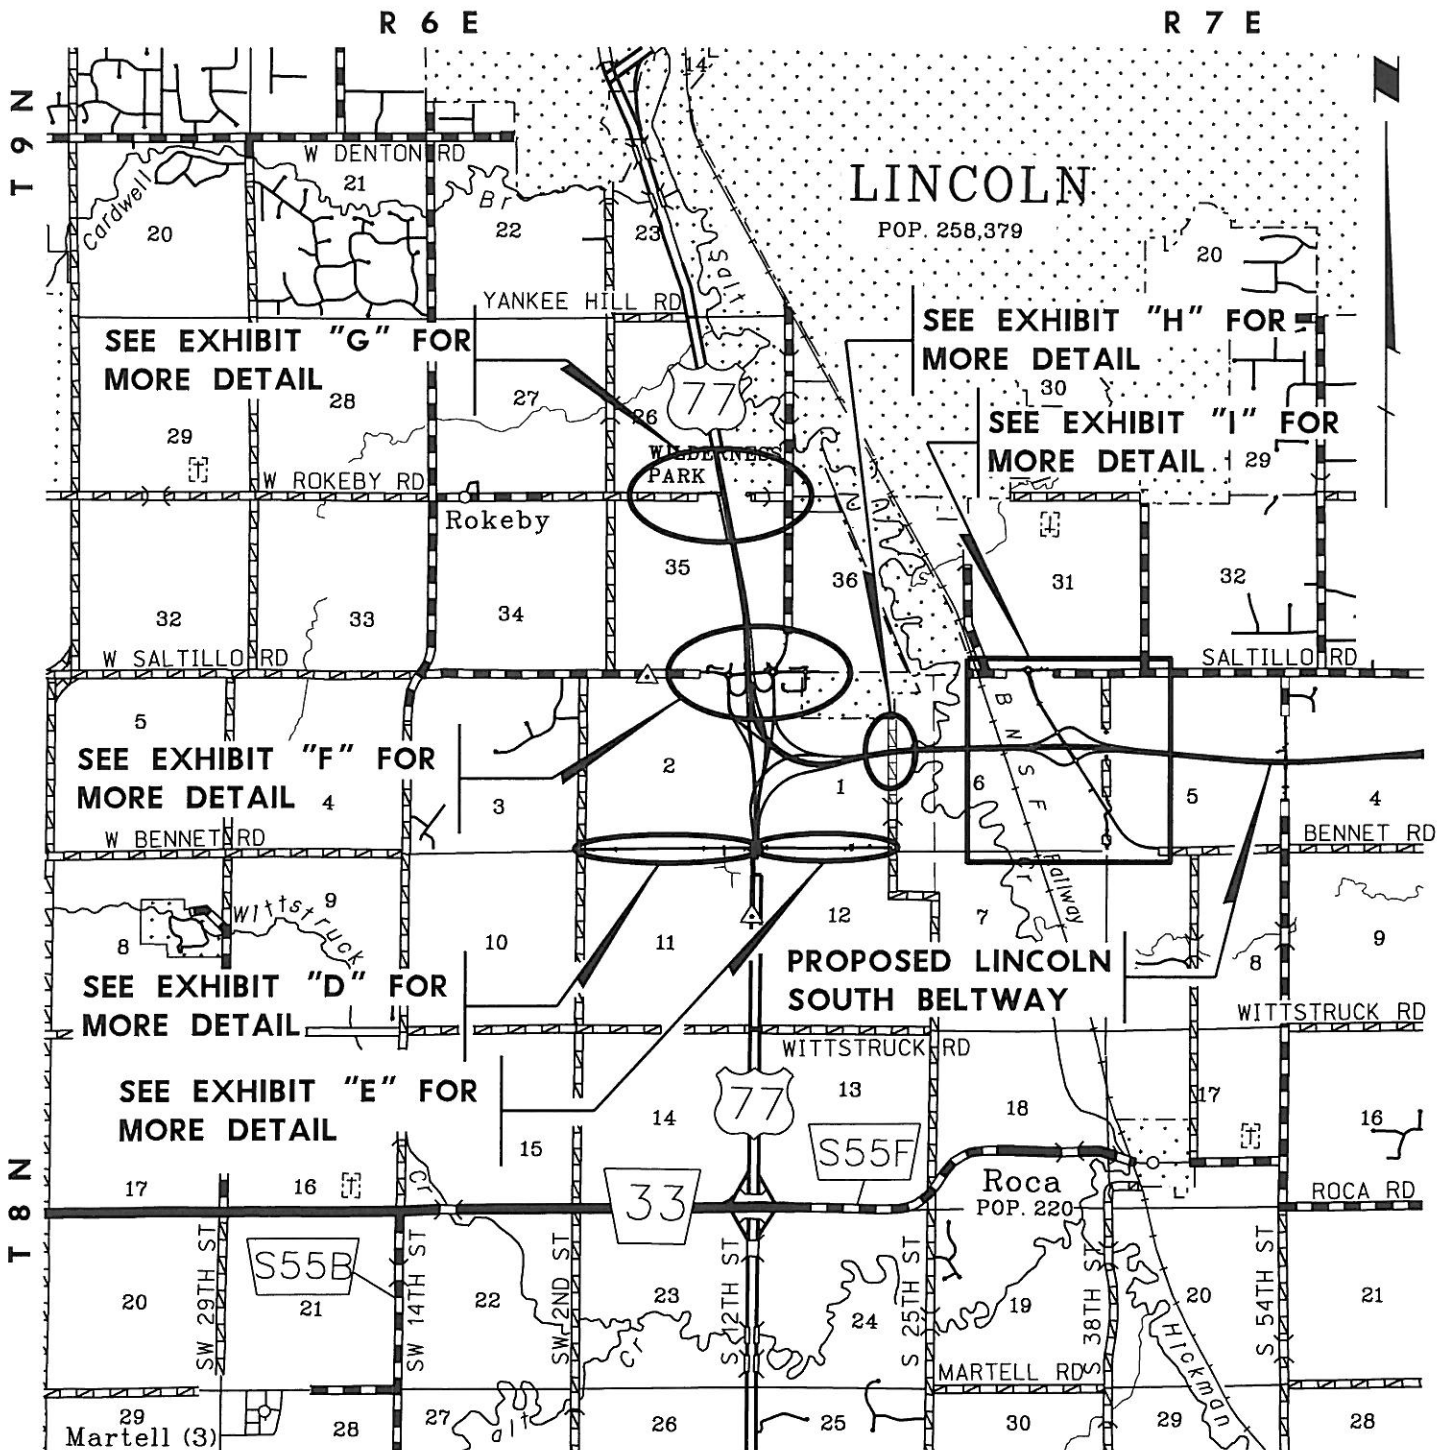 R 6 E
R 7 E
T 9 N
14
W DENTON RD
21
Cardwell
20
Br
22
23
Salt
LINCOLN
POP. 258,379
20
YANKEE HILL RD
SEE EXHIBIT "G" FOR
MORE DETAIL
28
27
26
77
SEE EXHIBIT "H" FOR
MORE DETAIL
30
SEE EXHIBIT "I" FOR
MORE DETAIL
29
29
WILDERNESS
PARK
W ROKEBY RD
Rokeby
35
36
31
32
32
33
34
W SALTILLO RD
SALTILLO RD
5
SEE EXHIBIT "F" FOR
MORE DETAIL
4
3
2
1
6
B N S F
Railway
Cr
5
4
W BENNET RD
BENNET RD
9
Wittstruck
8
10
11
12
7
8
9
SEE EXHIBIT "D" FOR
MORE DETAIL
PROPOSED LINCOLN
SOUTH BELTWAY
WITTSTRUCK RD
WITTSTRUCK RD
SEE EXHIBIT "E" FOR
MORE DETAIL
77
13
14
15
18
17
16
S55F
T 8 N
17
16
Cr
33
Roca
POP. 220
ROCA RD
S55B
SW 29TH ST
SW 14TH ST
SW 2ND ST
S 12TH ST
S 25TH ST
S 38TH ST
S 54TH ST
20
21
22
23
24
19
20
21
Cr
Hickman
MARTELL RD
29
Martell (3)
28
27
26
25
30
29
28